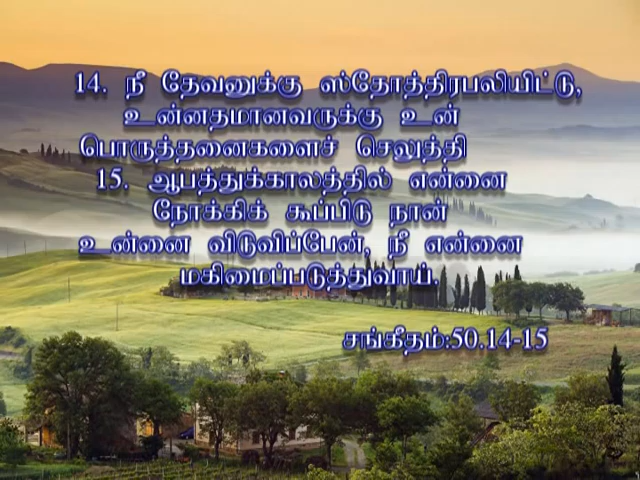 14. நீ தேவனுக்கு ஸ்தோத்திரபலியிட்டு,
உன்னதமானவருக்கு உன்
பொருத்தனைகளைச் செலுத்தி
15. ஆபத்துக்காலத்தில் என்னை
நோக்கிக் கூப்பிடு நான்
உன்னை விடுவிப்பேன், நீ என்னை
மகிமைப்படுத்துவாய்.
சங்கீதம்:50.14-15